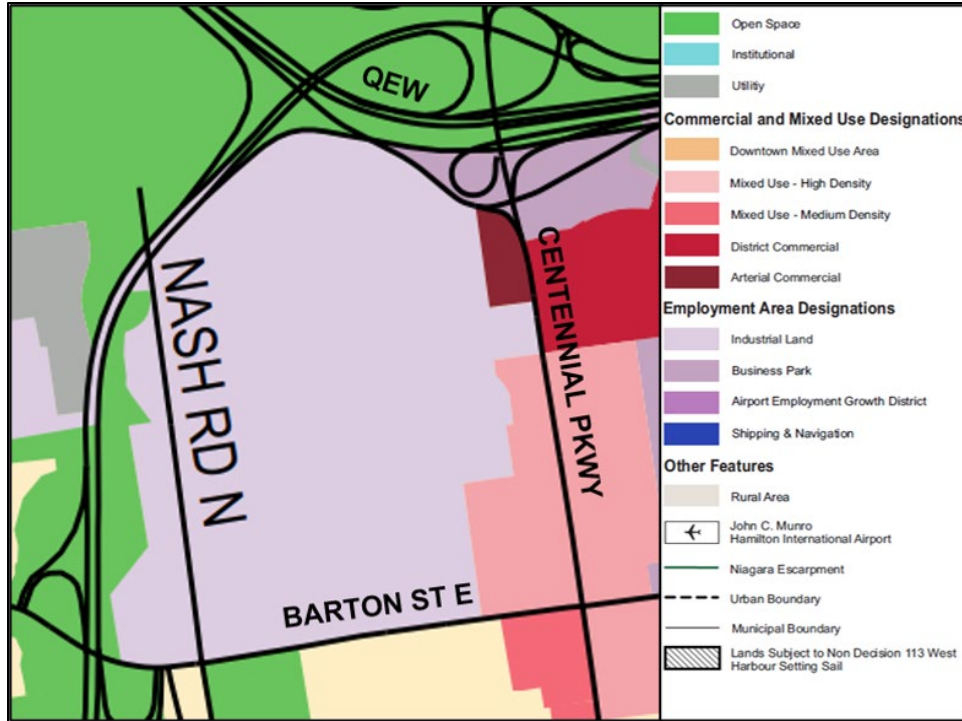 QEW
NASH RD N
CENTENNIAL PKWY
BARTON ST E
Open Space
Institutional
Utilitiy
Commercial and Mixed Use Designations
Downtown Mixed Use Area
Mixed Use - High Density
Mixed Use - Medium Density
District Commercial
Arterial Commercial
Employment Area Designations
Industrial Land
Business Park
Airport Employment Growth District
Shipping & Navigation
Other Features
Rural Area
John C. Munro
Hamilton International Airport
Niagara Escarpment
Urban Boundary
Municipal Boundary
Lands Subject to Non Decision 113 West
Harbour Setting Sail